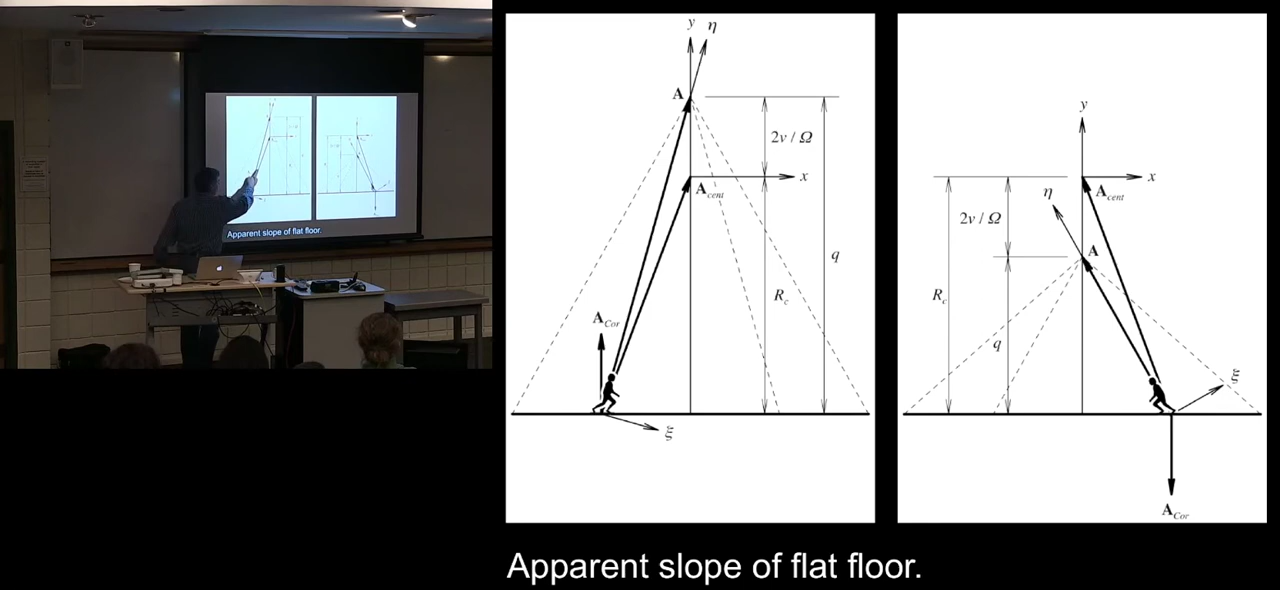 y η
A
2v / Ω
x
A_cent
q
R_c
A_Cor
ξ
y
x
A_cent
η
2v / Ω
A
R_c
q
ξ
A_Cor
Apparent slope of flat floor.
Apparent slope of flat floor.